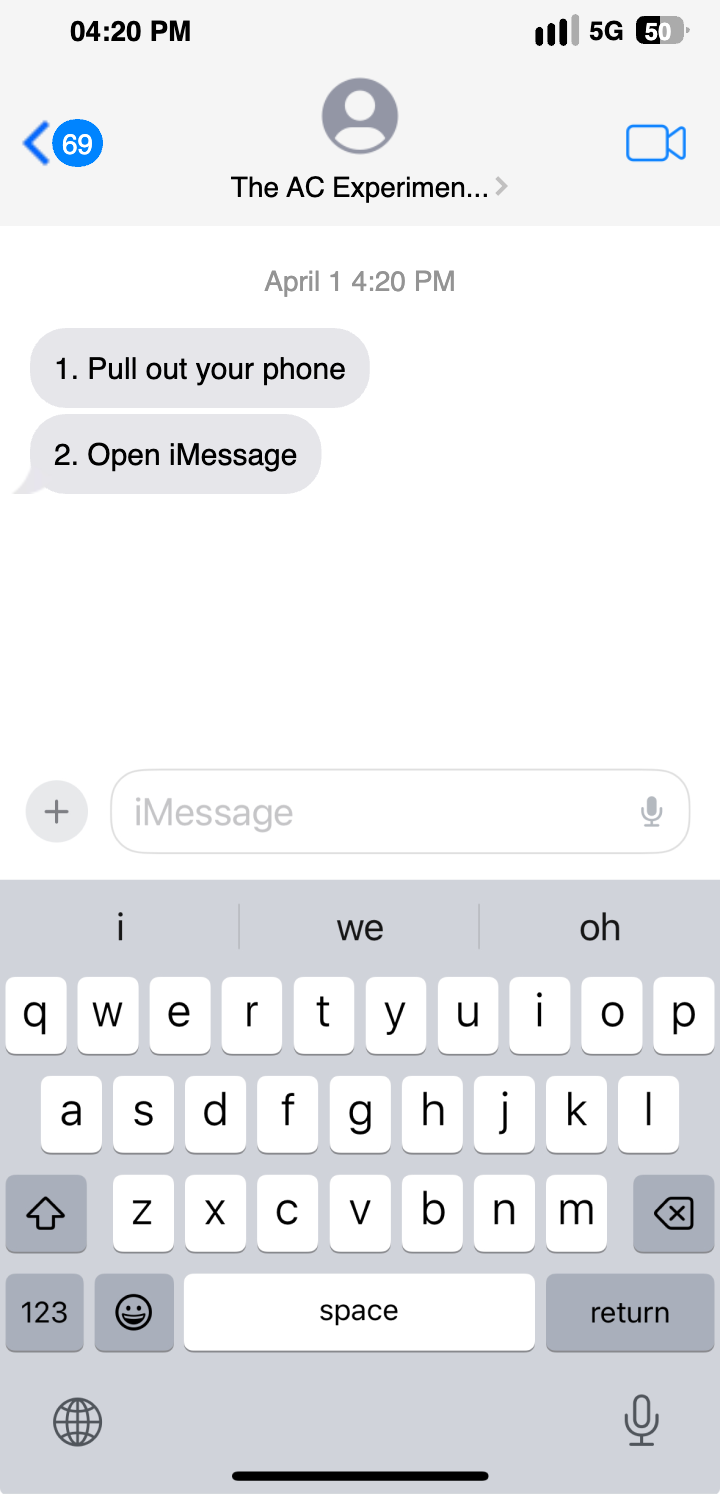 04:20 PM 5G 50
69
The AC Experimen...
April 1 4:20 PM
1. Pull out your phone
2. Open iMessage
iMessage
i we oh
q w e r t y u i o p
a s d f g h j k l
z x c v b n m
123 space return